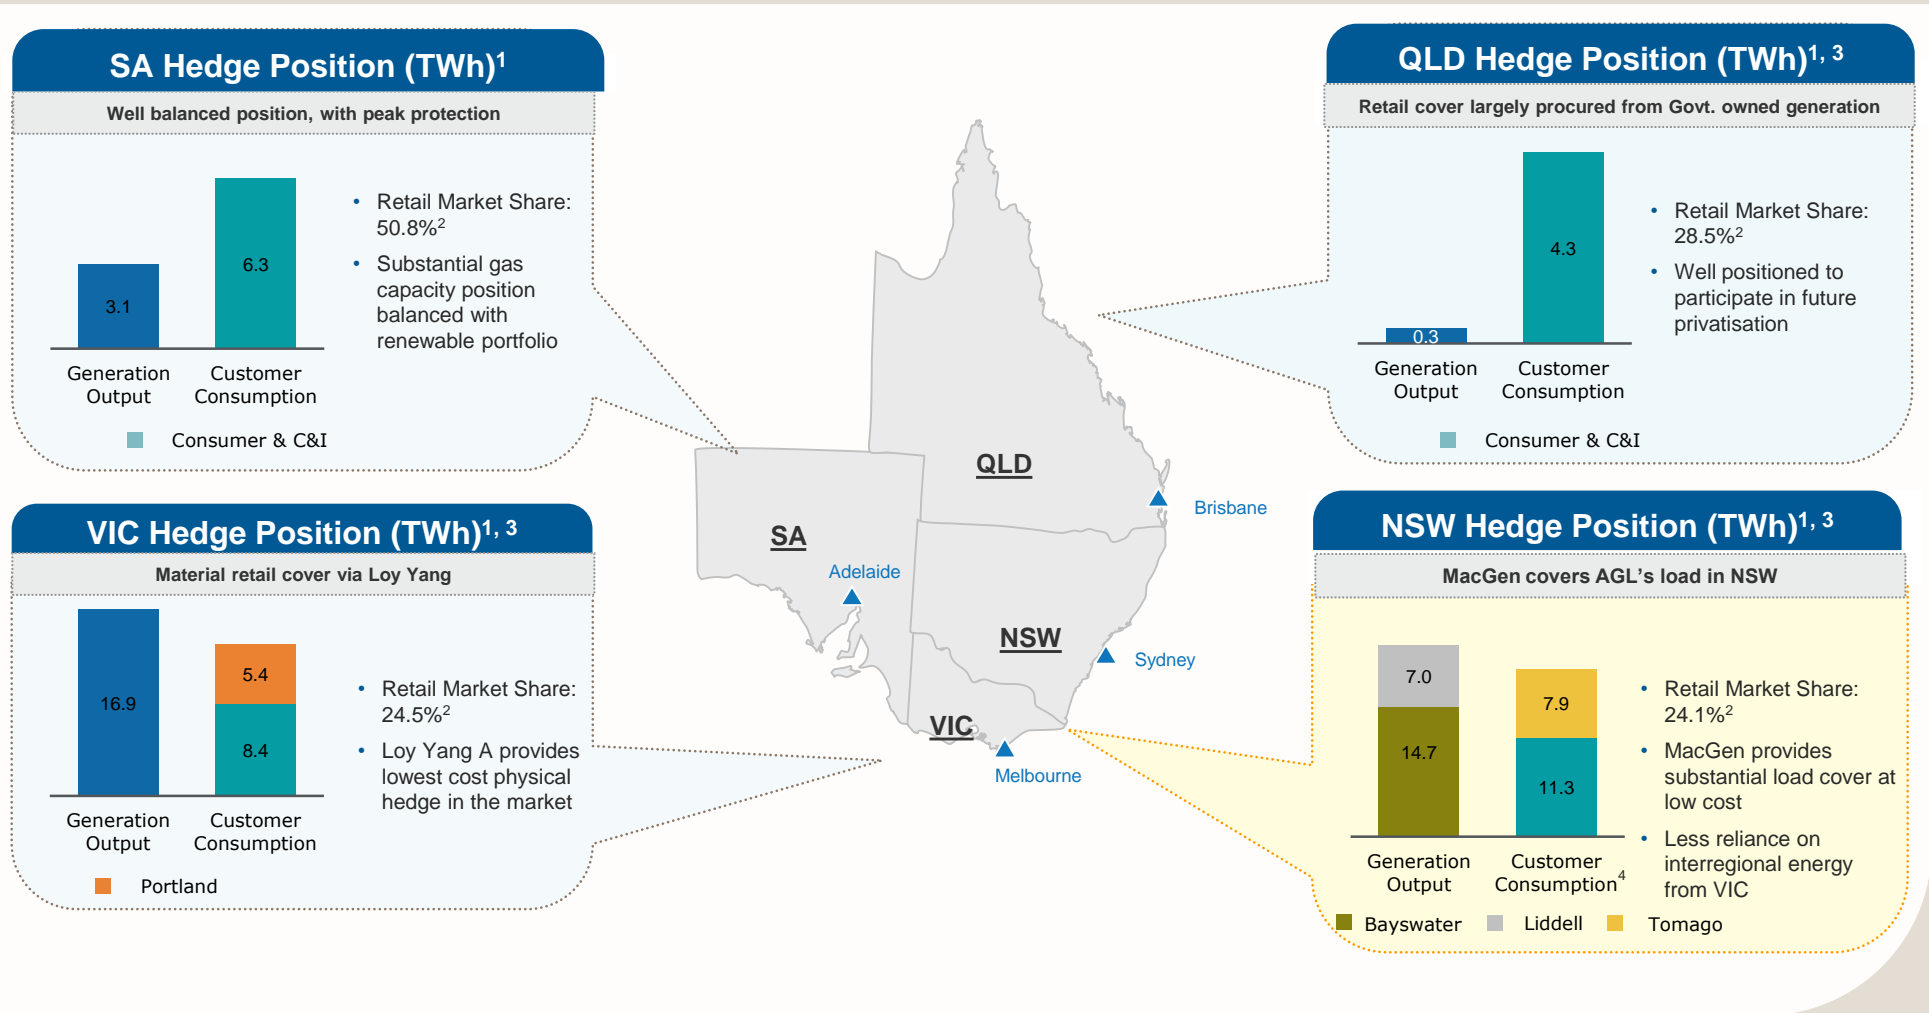 SA Hedge Position (TWh)1
Well balanced position, with peak protection
3.1
6.3
Generation
Output
Customer
Consumption
Consumer & C&I
• Retail Market Share:
50.8%2
• Substantial gas
capacity position
balanced with
renewable portfolio
QLD Hedge Position (TWh)1, 3
Retail cover largely procured from Govt. owned generation
0.3
4.3
Generation
Output
Customer
Consumption
Consumer & C&I
• Retail Market Share:
28.5%2
• Well positioned to
participate in future
privatisation
QLD
Brisbane
SA
Adelaide
NSW
Sydney
VIC
Melbourne
VIC Hedge Position (TWh)1, 3
Material retail cover via Loy Yang
16.9
5.4
8.4
Generation
Output
Customer
Consumption
Portland
• Retail Market Share:
24.5%2
• Loy Yang A provides
lowest cost physical
hedge in the market
NSW Hedge Position (TWh)1, 3
MacGen covers AGL’s load in NSW
7.0
14.7
7.9
11.3
Generation
Output
Customer
Consumption4
Bayswater
Liddell
Tomago
• Retail Market Share:
24.1%2
• MacGen provides
substantial load cover at
low cost
• Less reliance on
interregional energy
from VIC